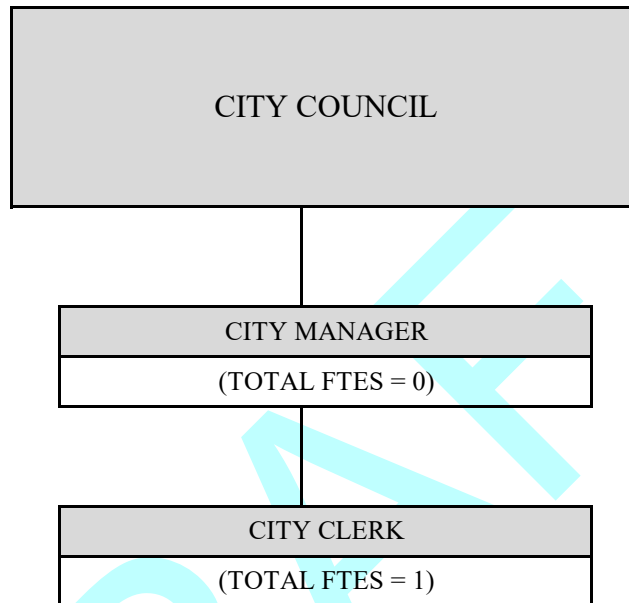 CITY COUNCIL
CITY MANAGER
(TOTAL FTES = 0)
CITY CLERK
(TOTAL FTES = 1)